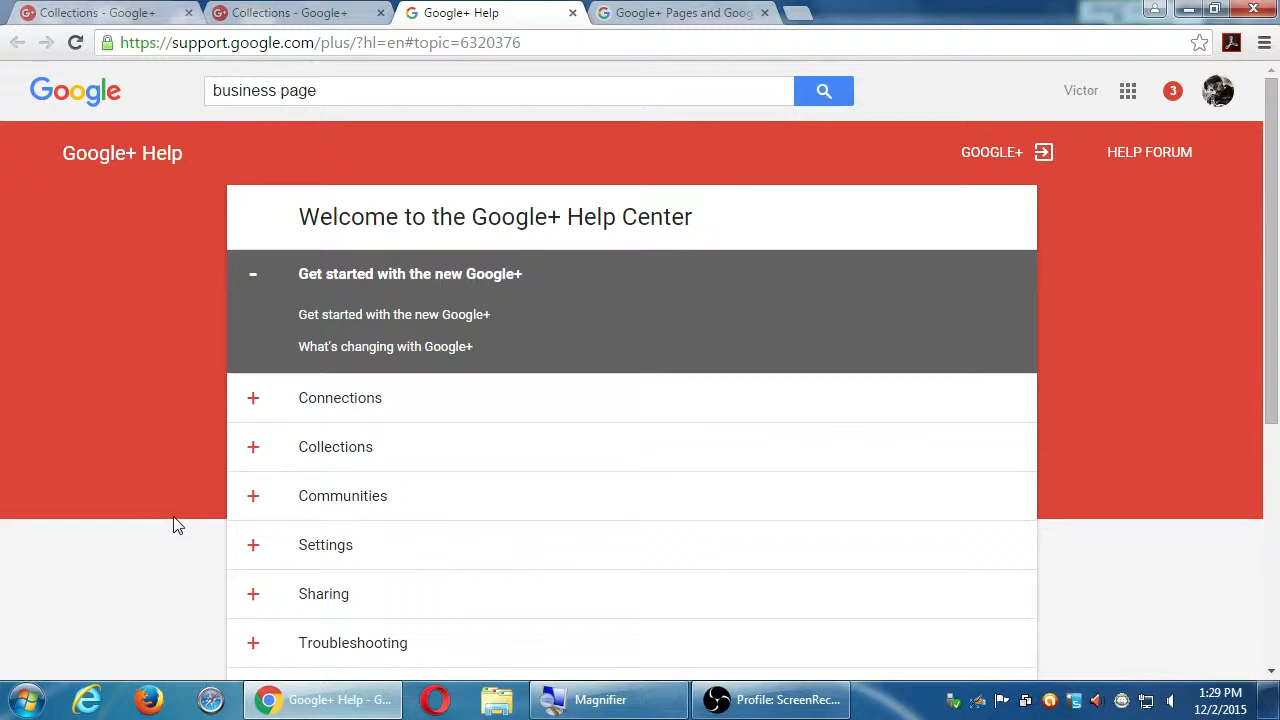 Collections - Google+
Collections - Google+
Google+ Help
Google+ Pages and Goog
https://support.google.com/plus/?hl=en#topic=6320376
Google
business page
Victor
3
Google+ Help
GOOGLE+
HELP FORUM
Welcome to the Google+ Help Center
- Get started with the new Google+
Get started with the new Google+
What's changing with Google+
+ Connections
+ Collections
+ Communities
+ Settings
+ Sharing
+ Troubleshooting
Google+ Help - G...
Magnifier
Profile: ScreenRec...
1:29 PM
12/2/2015